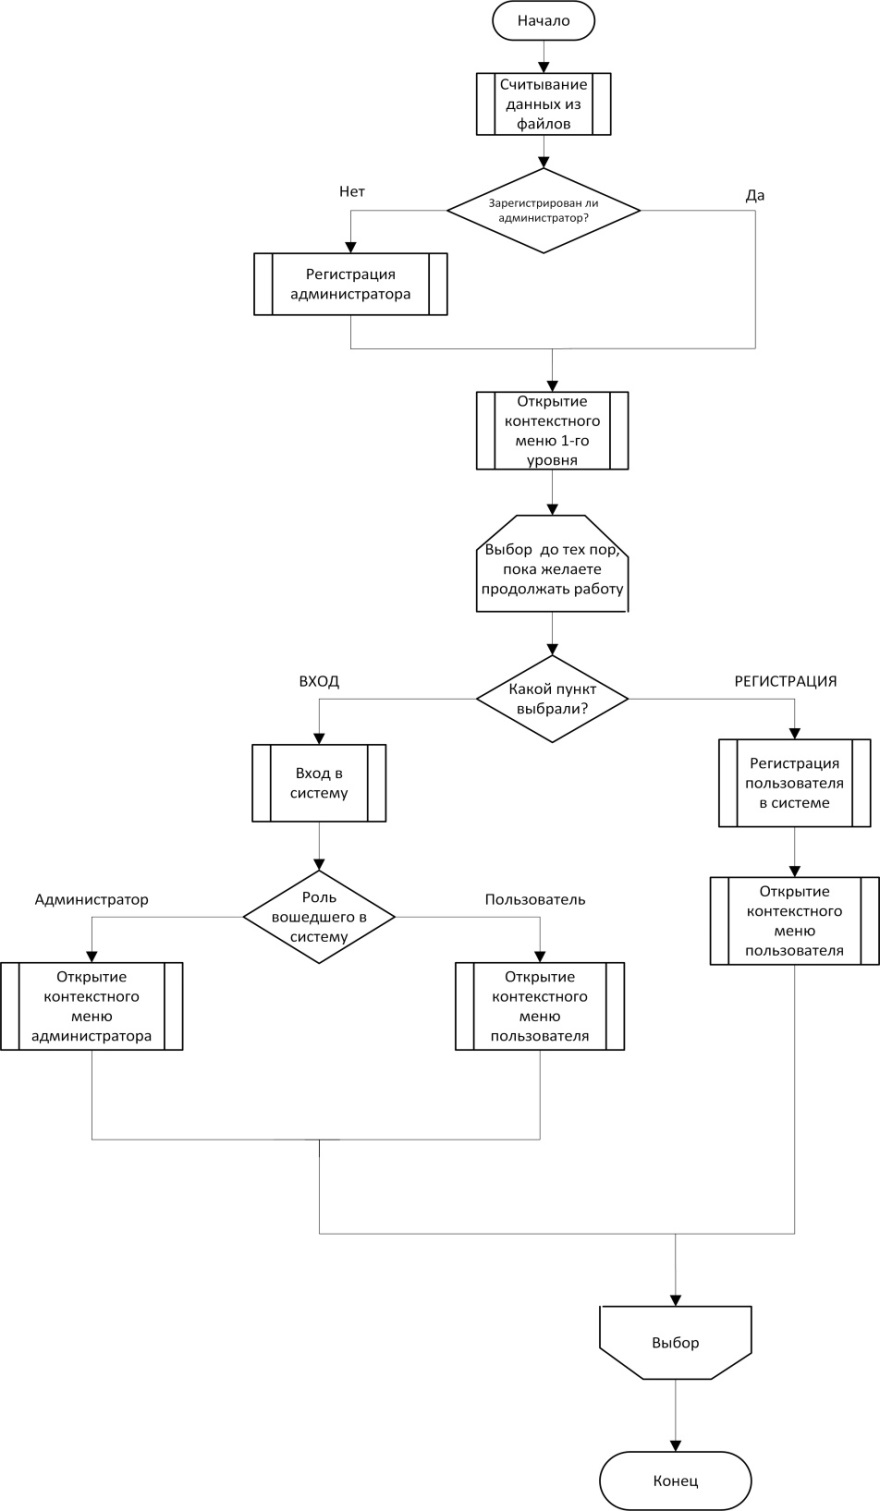 Начало
Считывание
данных из
файлов
Зарегистрирован ли
администратор?
Нет
Да
Регистрация
администратора
Открытие
контекстного
меню 1-го
уровня
Выбор до тех пор,
пока желаете
продолжать работу
Какой пункт
выбрали?
ВХОД
РЕГИСТРАЦИЯ
Вход в
систему
Регистрация
пользователя
в системе
Роль
вошедшего в
систему
Администратор
Пользователь
Открытие
контекстного
меню
пользователя
Открытие
контекстного
меню
администратора
Открытие
контекстного
меню
пользователя
Выбор
Конец